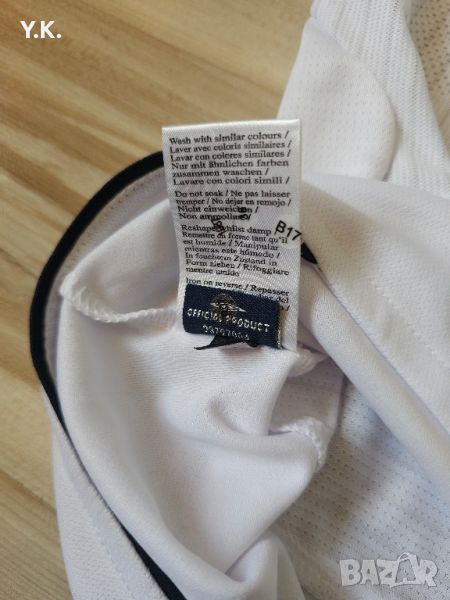 Y.K.
Wash with similar colours /
Laver avec coloris similaires /
Lavar con colores similares /
Nur mit ähnlichen farben
zusammen waschen /
Lavare con colori simili /
Do not soak / Ne pas laisser
tremper / No dejar en remojo /
Nicht einweichen /
Non ammollare
B17
Reshape whilst damp
Remettre en forme tant qu'il
est humide / Manipular
mientras este húmedo /
In feuchtem Zustand in
Form ziehen / Rifoggiare
mentre umido
Iron on reverse / Repasser
OFFICIAL PRODUCT
BAZAR